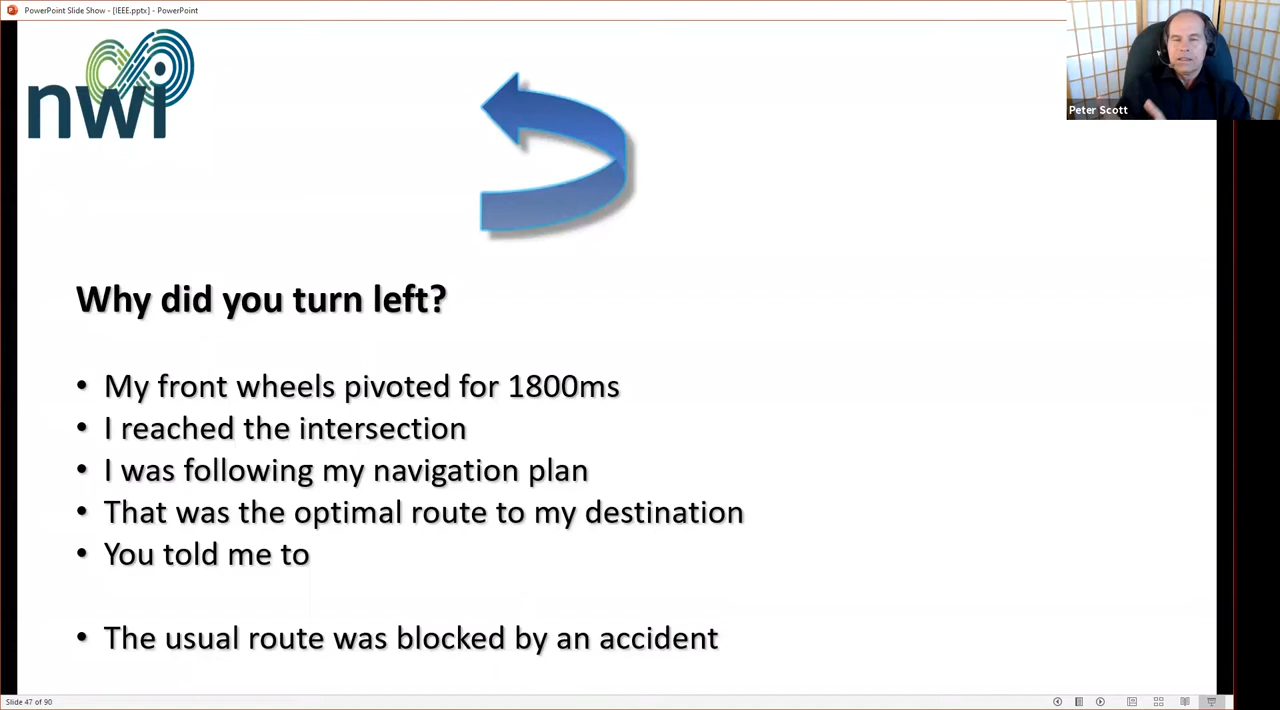 PowerPoint Slide Show - [IEEE.pptx] - PowerPoint
nwi
Peter Scott
Why did you turn left?
• My front wheels pivoted for 1800ms
• I reached the intersection
• I was following my navigation plan
• That was the optimal route to my destination
• You told me to
• The usual route was blocked by an accident
Slide 47 of 90